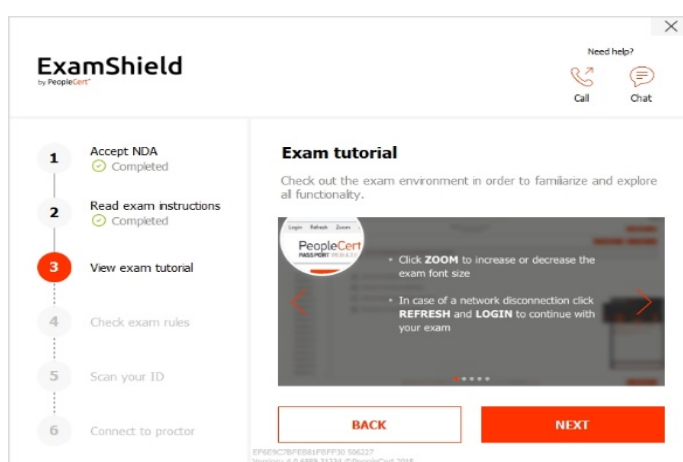 ExamShield
by PeopleCert
Need help?
Call
Chat
1
Accept NDA
Completed
2
Read exam instructions
Completed
3
View exam tutorial
4
Check exam rules
5
Scan your ID
6
Connect to proctor
Exam tutorial
Check out the exam environment in order to familiarize and explore
all functionality.
Login Refresh Zoom
PeopleCert
PASSPORT
• Click ZOOM to increase or decrease the
exam font size
• In case of a network disconnection click
REFRESH and LOGIN to continue with
your exam
BACK
NEXT